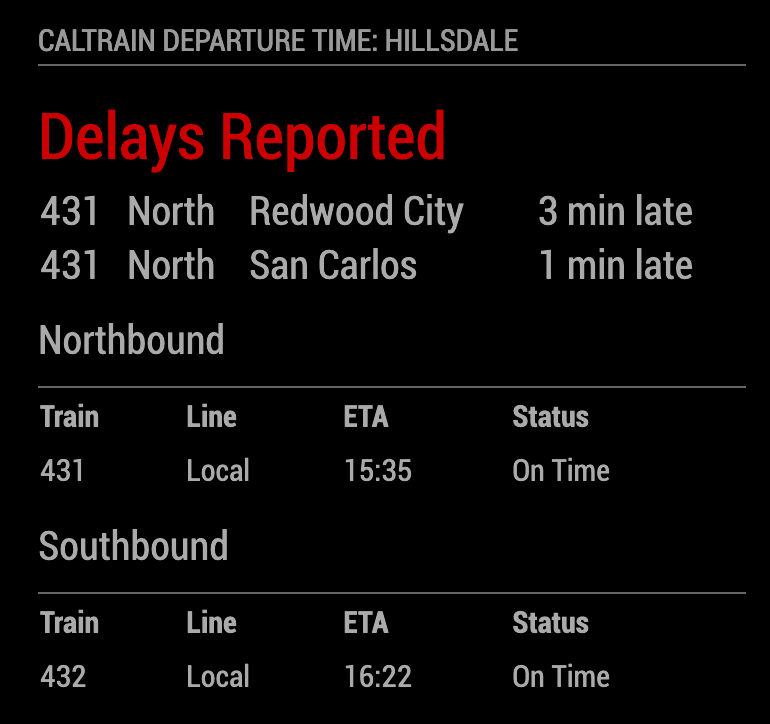 CALTRAIN DEPARTURE TIME: HILLSDALE
Delays Reported
431 North Redwood City 3 min late
431 North San Carlos 1 min late
Northbound
Train Line ETA Status
431 Local 15:35 On Time
Southbound
Train Line ETA Status
432 Local 16:22 On Time